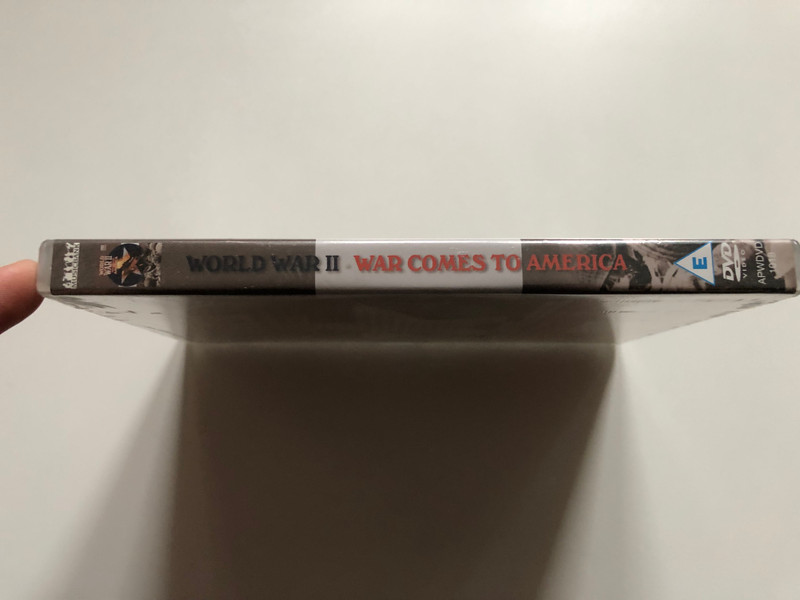 WORLD WAR II - WAR COMES TO AMERICA
E
DVD
VIDEO
APWDVD